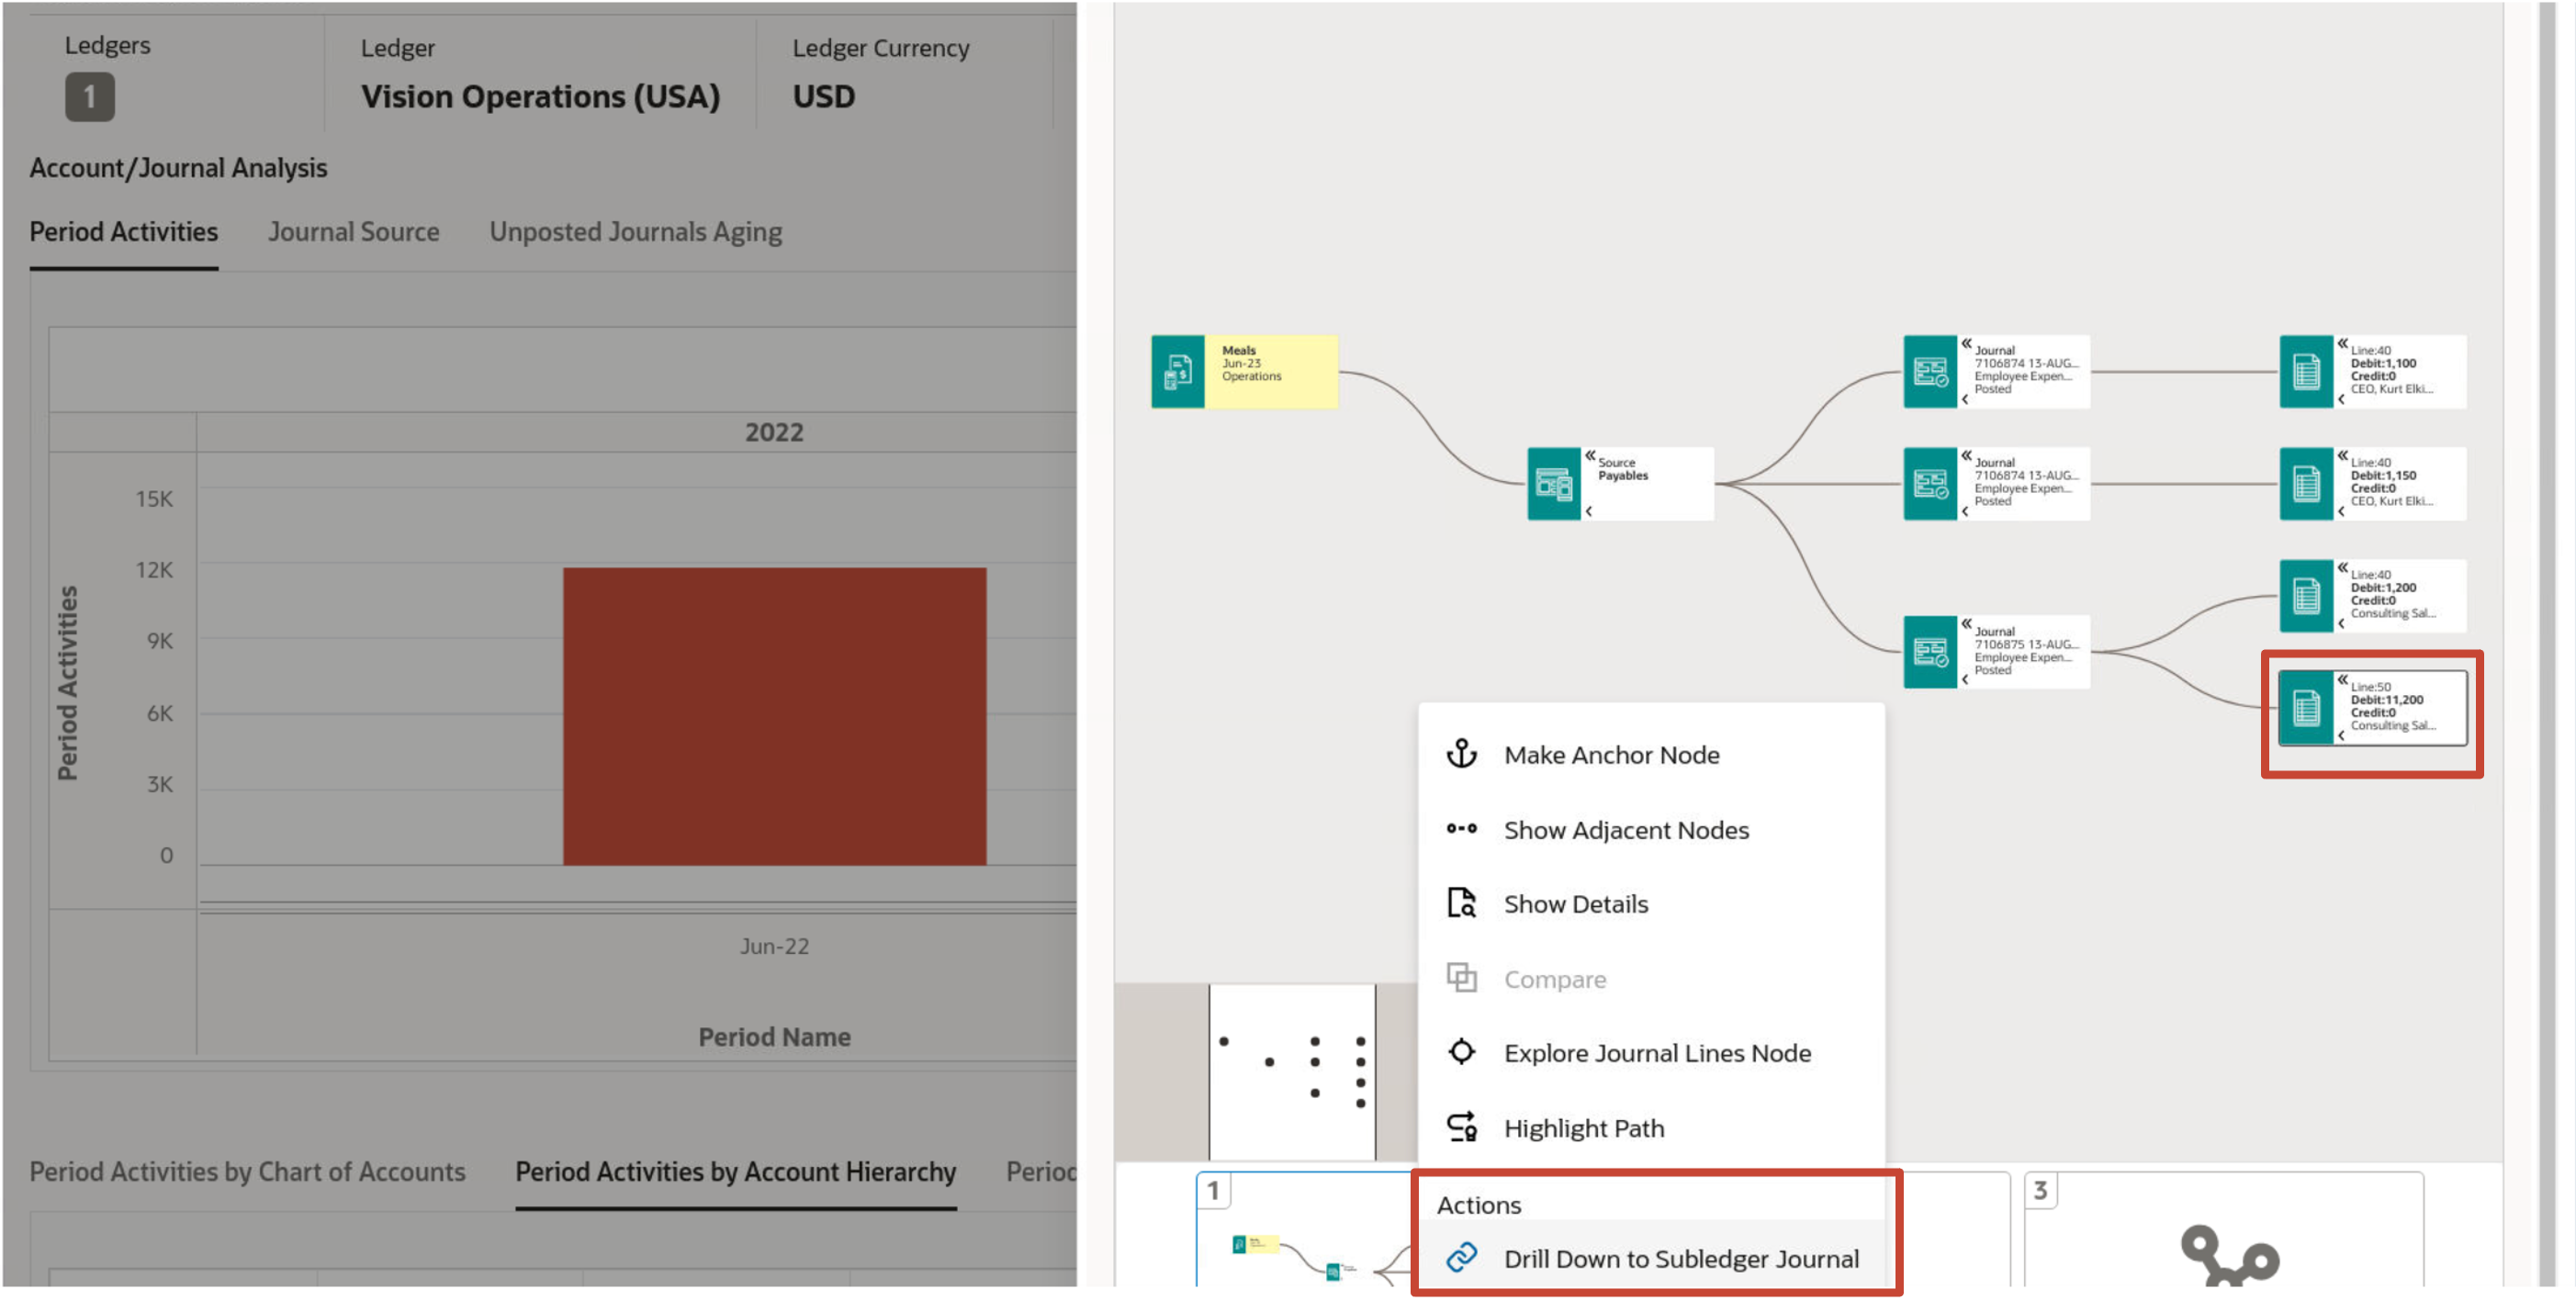 Ledgers
1
Ledger
Vision Operations (USA)
Ledger Currency
USD
Account/Journal Analysis
Period Activities
Journal Source
Unposted Journals Aging
2022
15K
12K
9K
6K
3K
0
Period Activities
Jun-22
Period Name
Period Activities by Chart of Accounts
Period Activities by Account Hierarchy
Period
Meals
Jun-23
Operations
Source
Payables
Journal
7106874 13-AUG...
Employee Expen...
Posted
Journal
7106874 13-AUG...
Employee Expen...
Posted
Journal
7106875 13-AUG...
Employee Expen...
Posted
Line:40
Debit:1,100
Credit:0
CEO, Kurt Elki...
Line:40
Debit:1,150
Credit:0
CEO, Kurt Elki...
Line:40
Debit:1,200
Credit:0
Consulting Sal...
Line:50
Debit:11,200
Credit:0
Consulting Sal...
Make Anchor Node
Show Adjacent Nodes
Show Details
Compare
Explore Journal Lines Node
Highlight Path
Actions
Drill Down to Subledger Journal
1
3